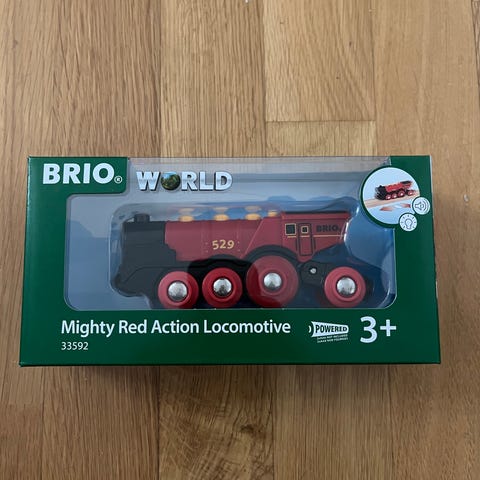 BRIO®
WORLD
529
BRIO®
Mighty Red Action Locomotive
33592
POWERED
3+